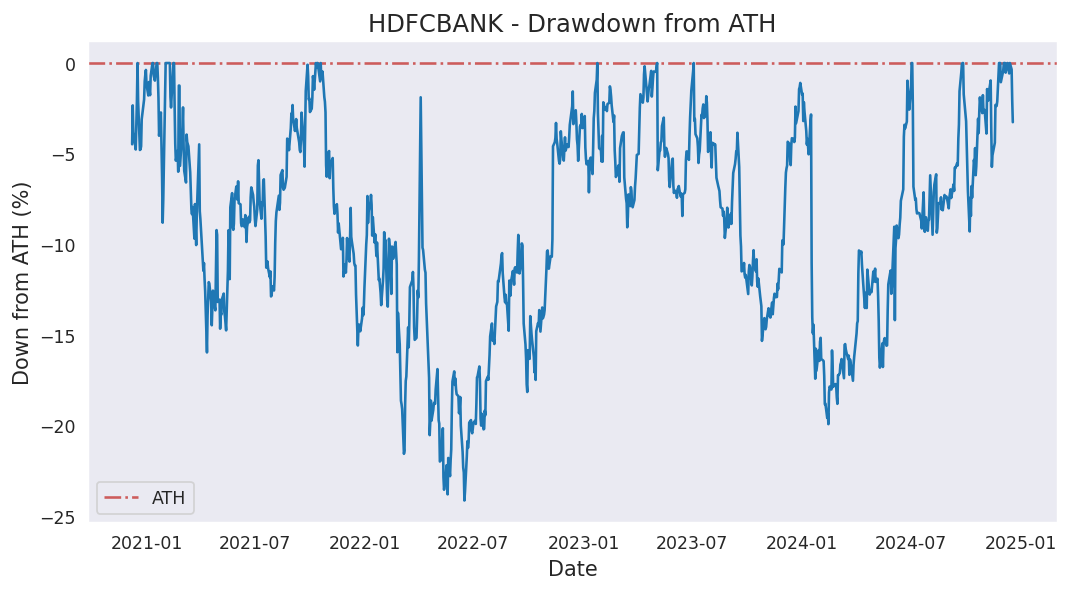 HDFCBANK - Drawdown from ATH
Down from ATH (%)
0
−5
−10
−15
−20
−25
ATH
2021-01 2021-07 2022-01 2022-07 2023-01 2023-07 2024-01 2024-07 2025-01
Date